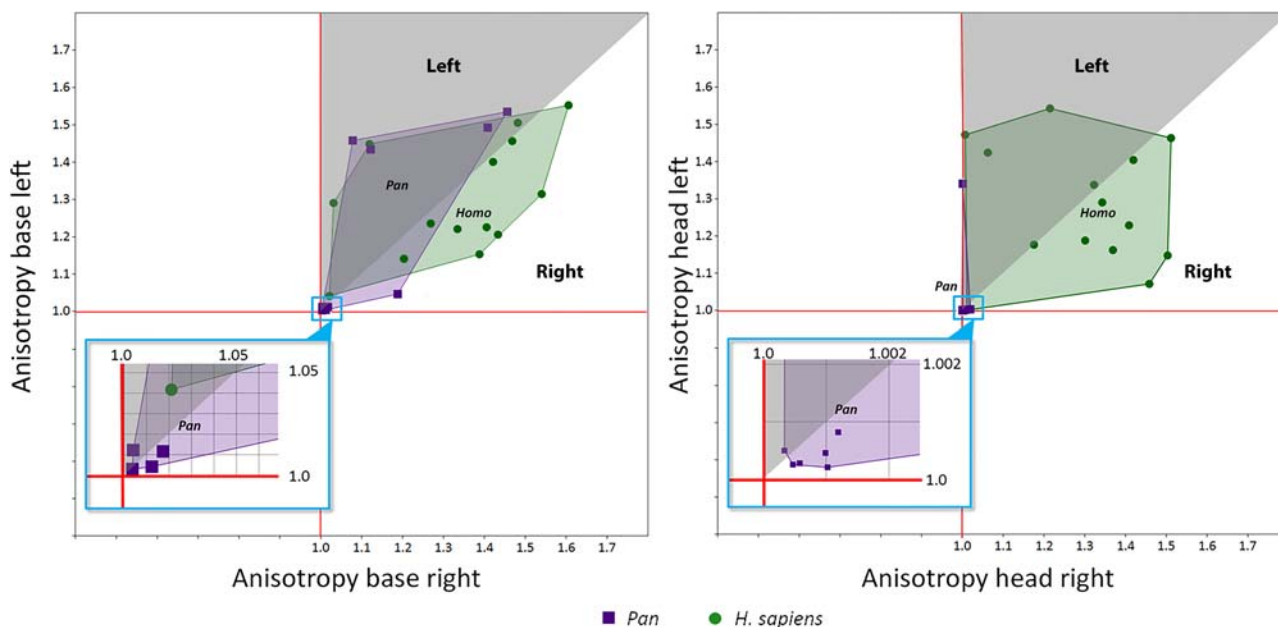 1.7
1.6
1.5
1.4
1.3
1.2
1.1
1.0
Anisotropy base left
Left
Pan
Homo
Right
1.0 1.05
1.05
Pan
1.0
1.0 1.1 1.2 1.3 1.4 1.5 1.6 1.7
Anisotropy base right
1.7
1.6
1.5
1.4
1.3
1.2
1.1
1.0
Anisotropy head left
Left
Homo
Right
Pan
1.0 1.002
1.002
Pan
1.0
1.0 1.1 1.2 1.3 1.4 1.5 1.6 1.7
Anisotropy head right
Pan H. sapiens